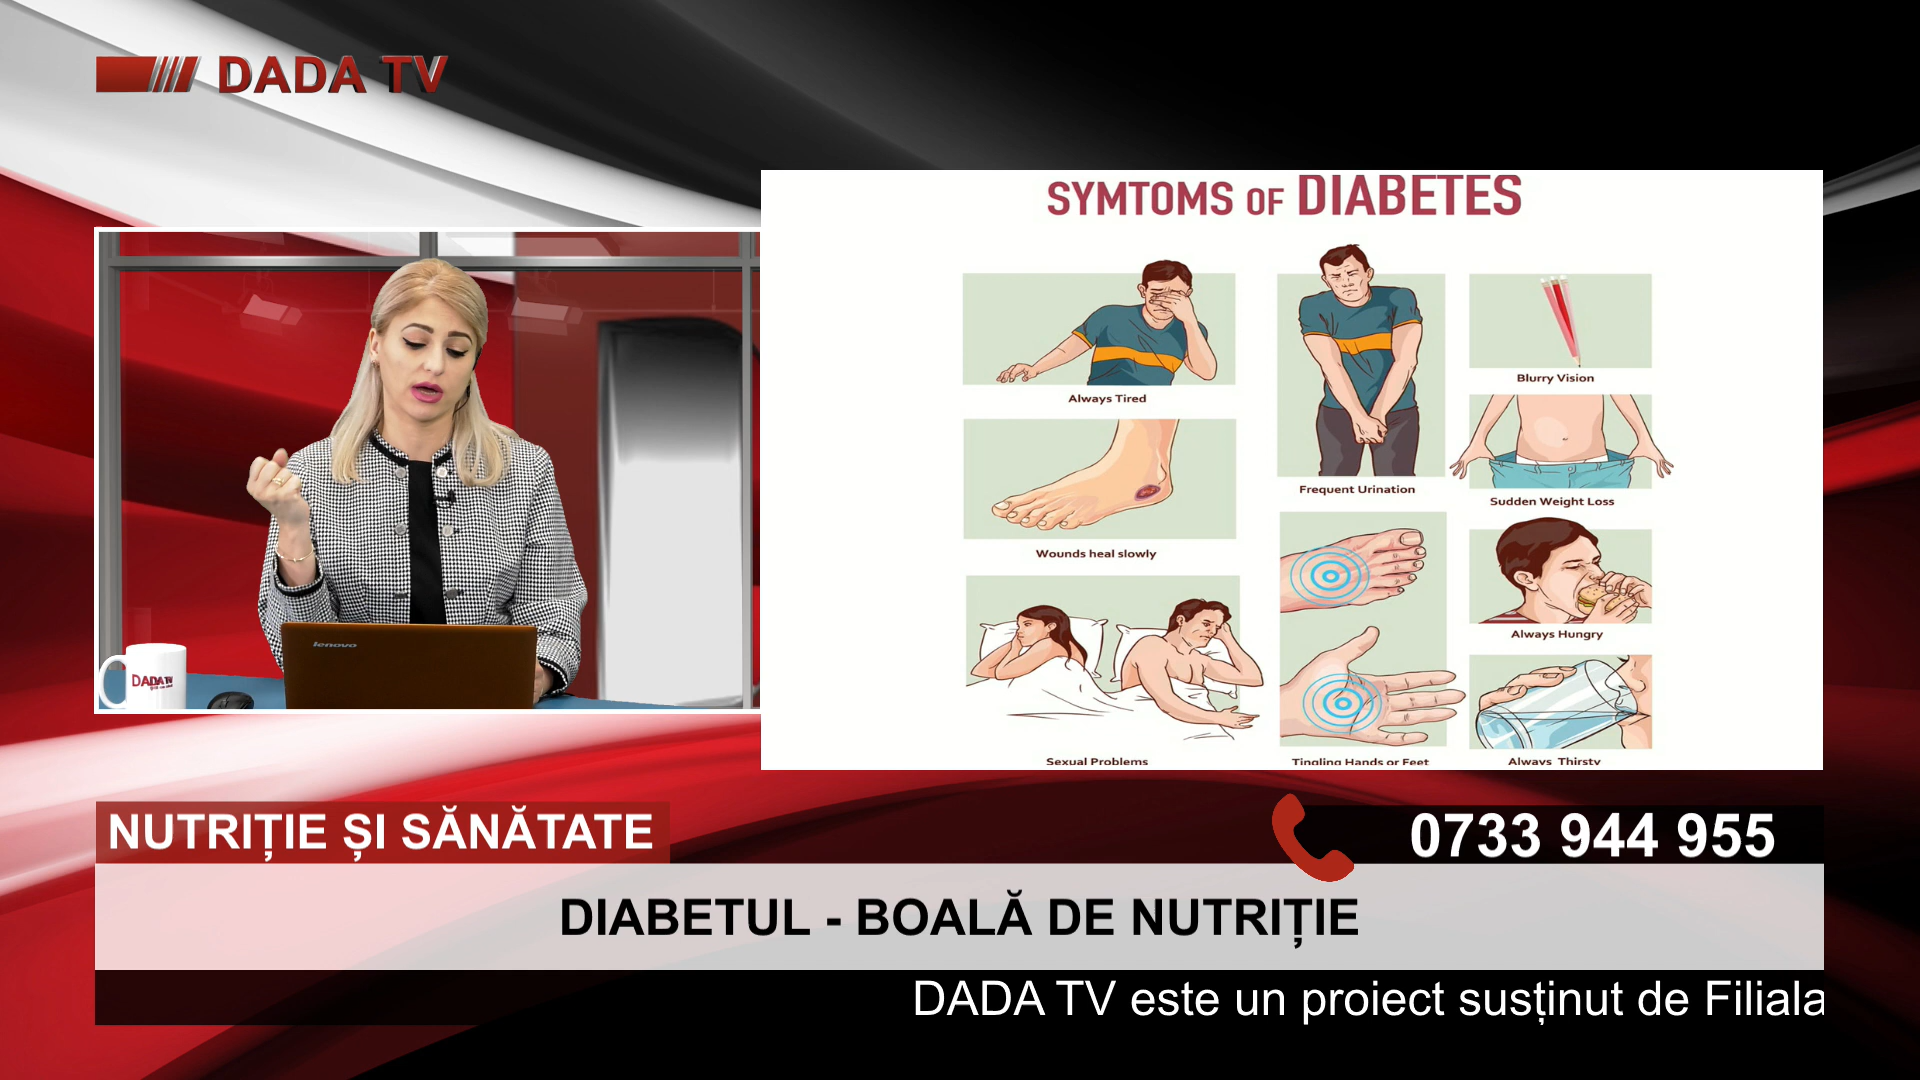 DADA TV
SYMTOMS OF DIABETES
Always Tired
Blurry Vision
Frequent Urination
Sudden Weight Loss
Wounds heal slowly
Always Hungry
Sexual Problems
Tingling Hands or Feet
Always Thirsty
lenovo
DADA TV
NUTRIȚIE ȘI SĂNĂTATE
0733 944 955
DIABETUL - BOALĂ DE NUTRIȚIE
DADA TV este un proiect susținut de Filiala